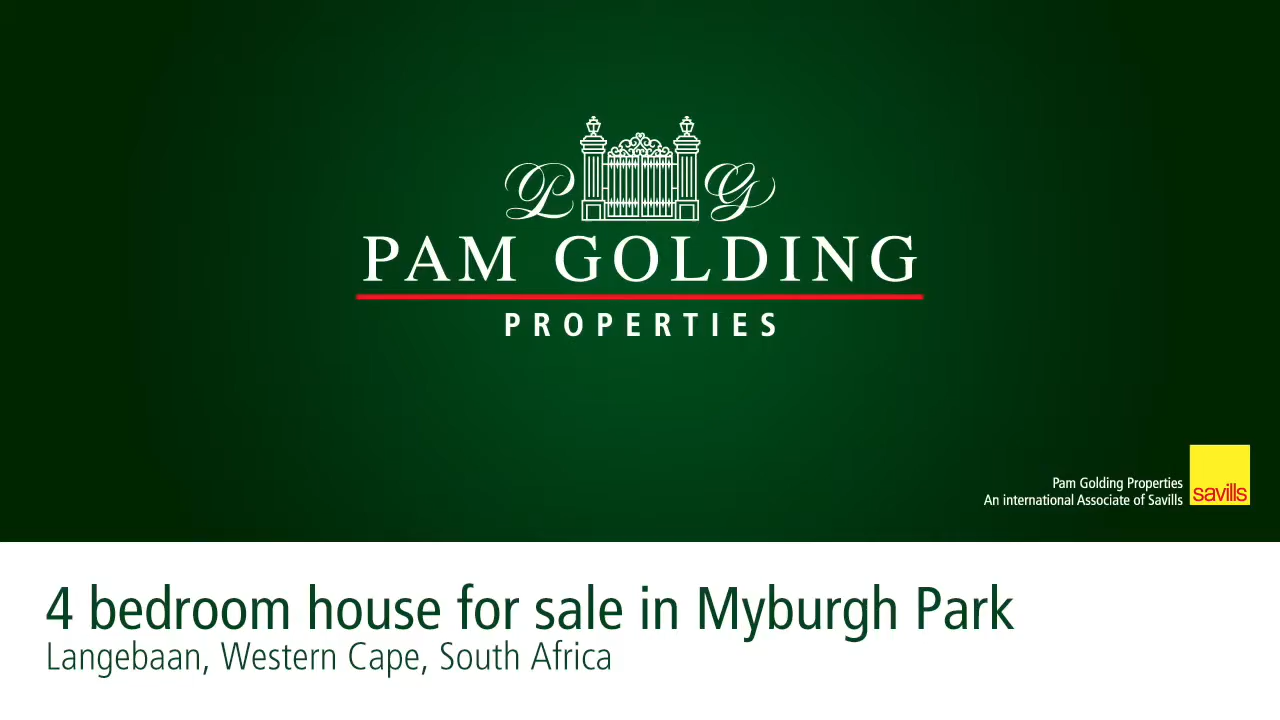 P G
PAM GOLDING
PROPERTIES
Pam Golding Properties
An international Associate of Savills
savills
4 bedroom house for sale in Myburgh Park
Langebaan, Western Cape, South Africa